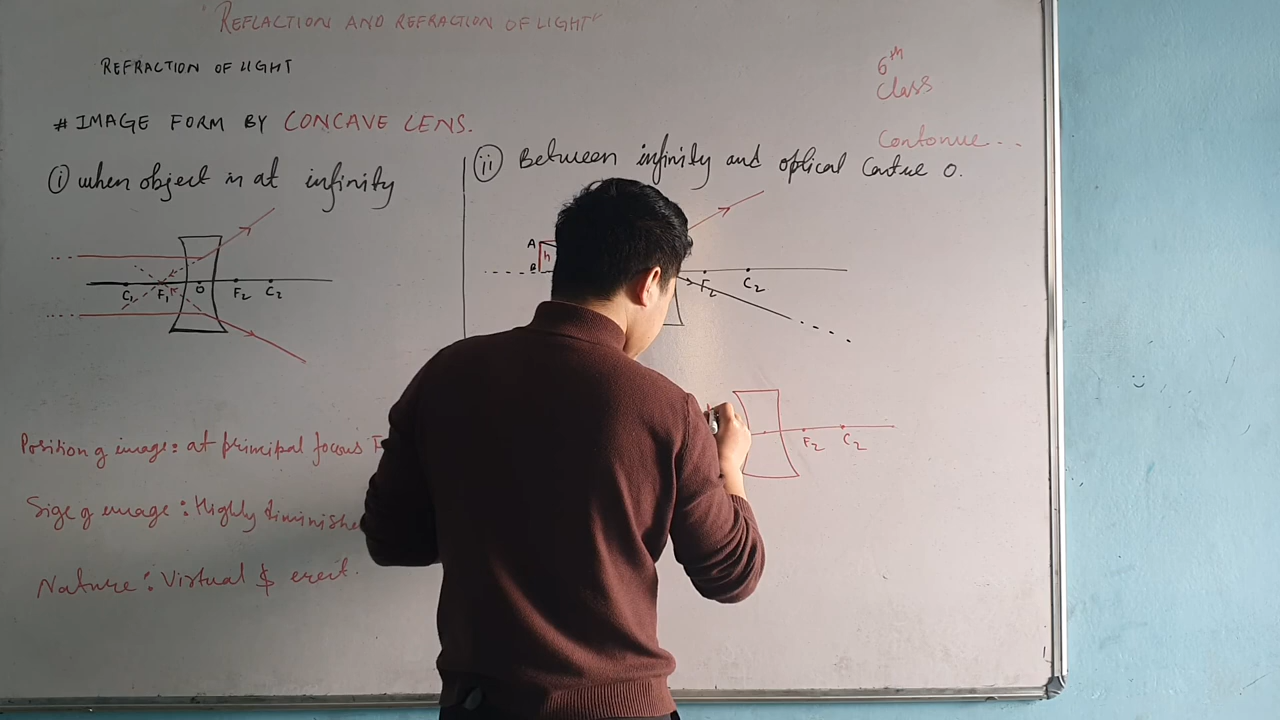 REFLACTION AND REFRACTION OF LIGHT
REFRACTION OF LIGHT
6th
Class
Contonue...
# IMAGE FORM BY CONCAVE LENS.
(i) when object in at infinity
C1 F1 O F2 C2
Position of image: at principal focus F
Size of image: Highly diminishe
Nature: Virtual & erect.
(ii) Between infinity and optical Centre O.
A
h
B
F2 C2
F2 C2